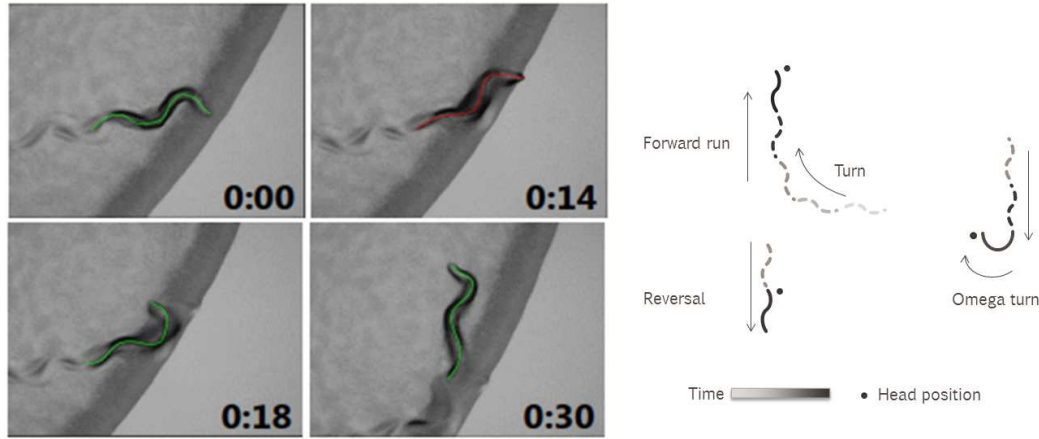 0:00
0:14
0:18
0:30
Forward run
Turn
Reversal
Omega turn
Time
Head position